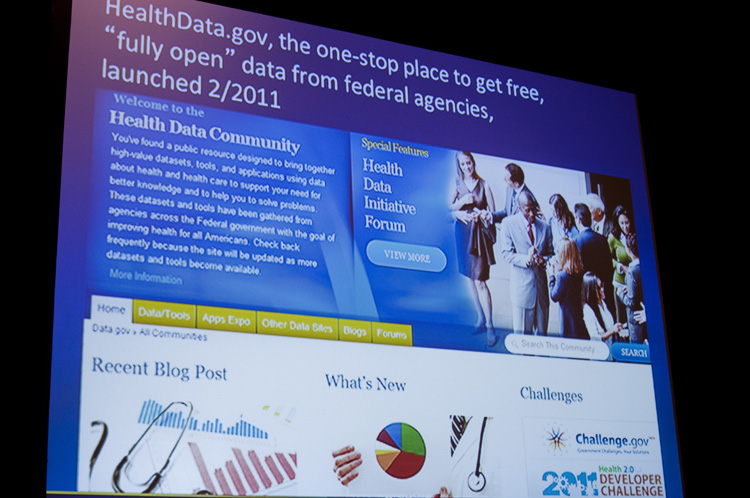 HealthData.gov, the one-stop place to get free,
"fully open" data from federal agencies,
launched 2/2011
Welcome to the
Health Data Community
You've found a public resource designed to bring together
high-value datasets, tools, and applications using data
about health and health care to support your need for
better knowledge and to help you to solve problems.
These datasets and tools have been gathered from
agencies across the Federal government with the goal of
improving health for all Americans. Check back
frequently because the site will be updated as more
datasets and tools become available.
More Information
Special Features
Health
Data
Initiative
Forum
VIEW MORE
Search This Community
SEARCH
Home
Data/Tools
Apps Expo
Other Data Sites
Blogs
Forums
Data.gov » All Communities
Recent Blog Post
What's New
Challenges
Challenge.gov
Government Challenges, Your Solutions
Health 2.0
2011 DEVELOPER
CHALLENGE